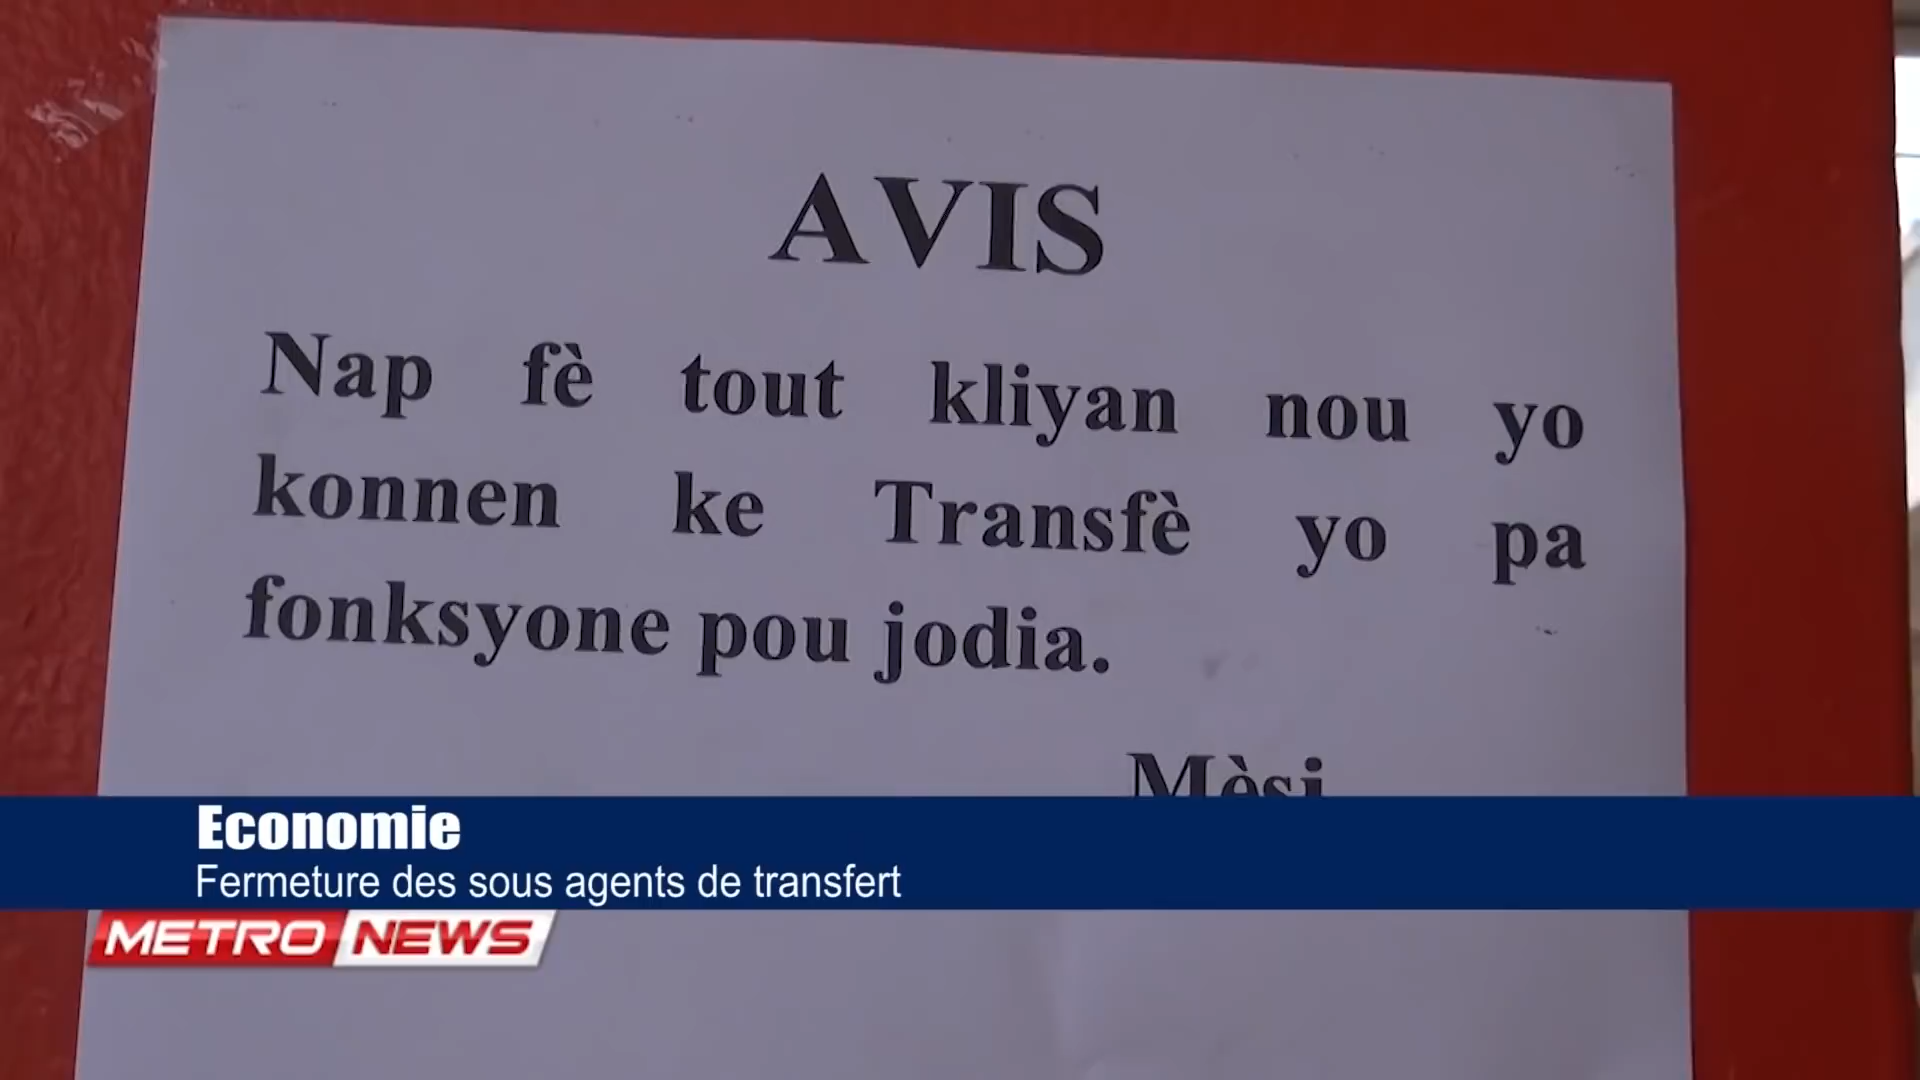 AVIS
Nap fè tout kliyan nou yo
konnen ke Transfè yo pa
fonksyone pou jodia.
Mèsi
Economie
Fermeture des sous agents de transfert
METRO NEWS